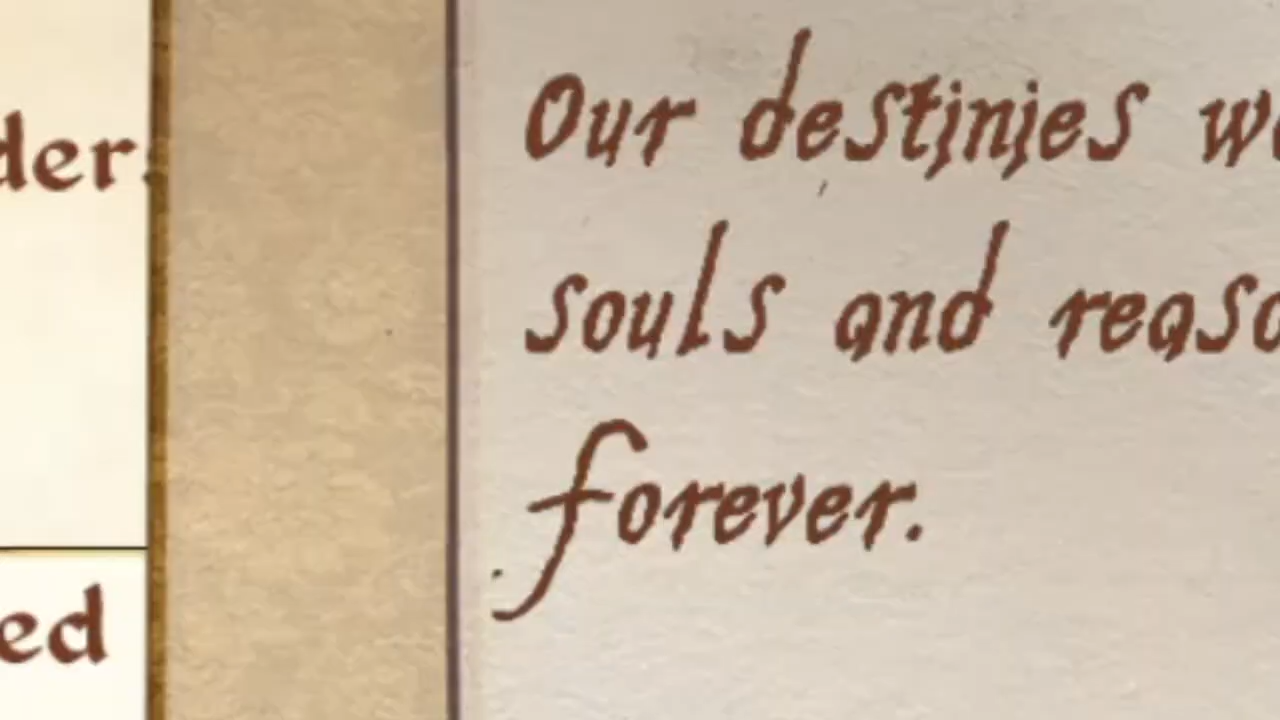 der.
ed
Our destinies
souls and
forever.